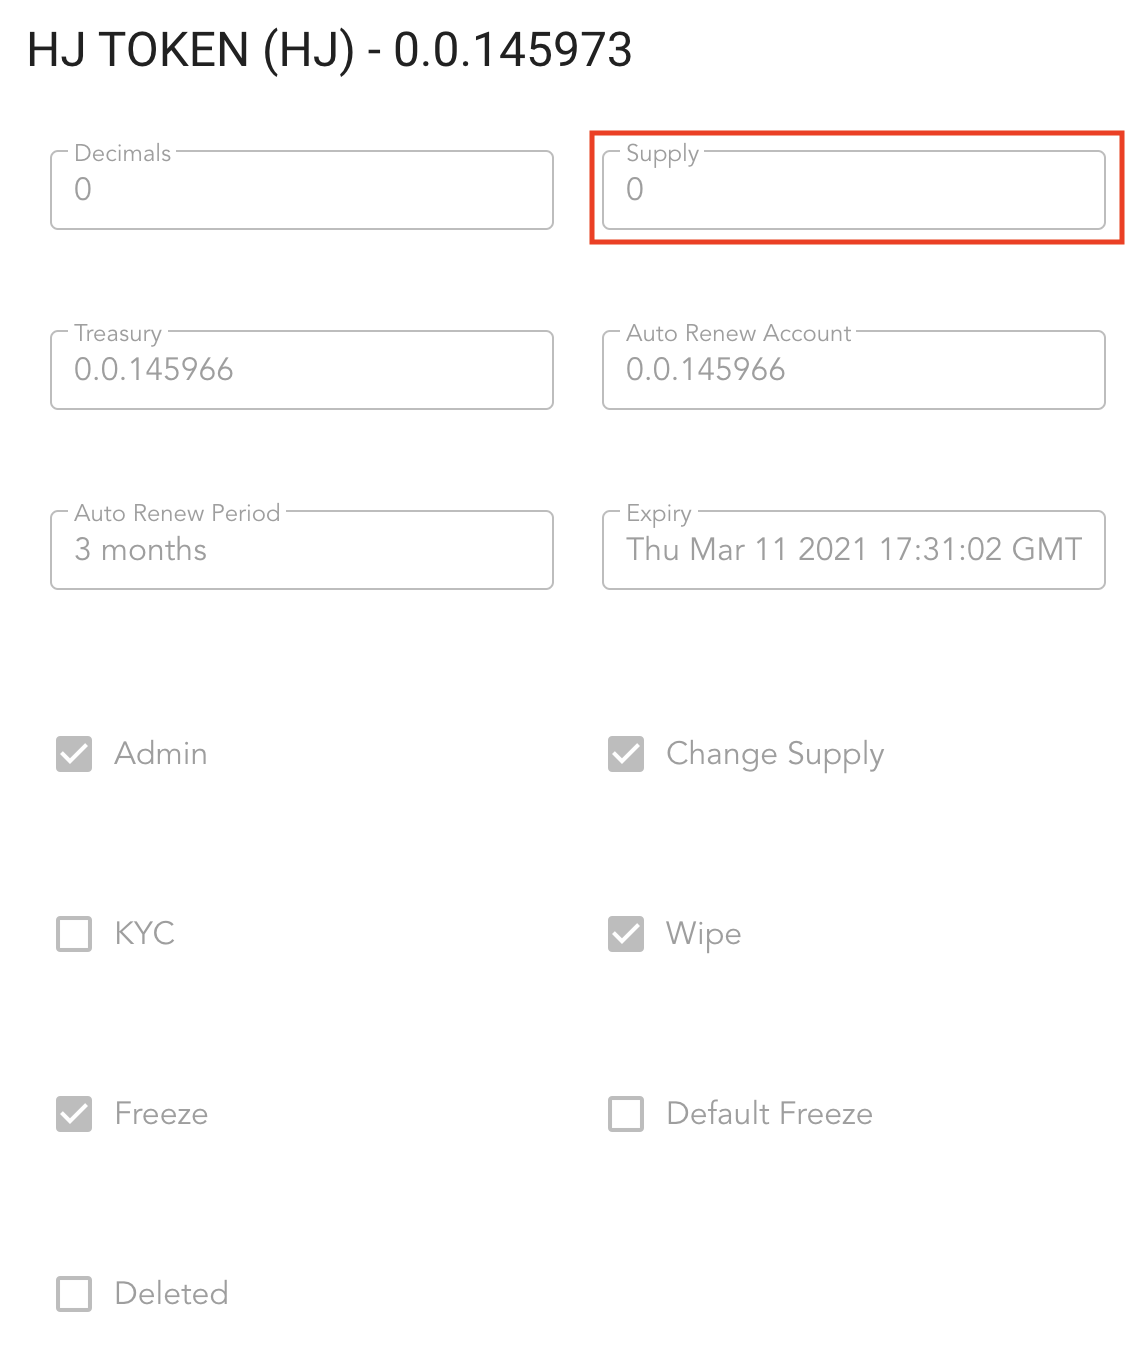 HJ TOKEN (HJ) - 0.0.145973
Decimals
0
Supply
0
Treasury
0.0.145966
Auto Renew Account
0.0.145966
Auto Renew Period
3 months
Expiry
Thu Mar 11 2021 17:31:02 GMT
Admin
Change Supply
KYC
Wipe
Freeze
Default Freeze
Deleted